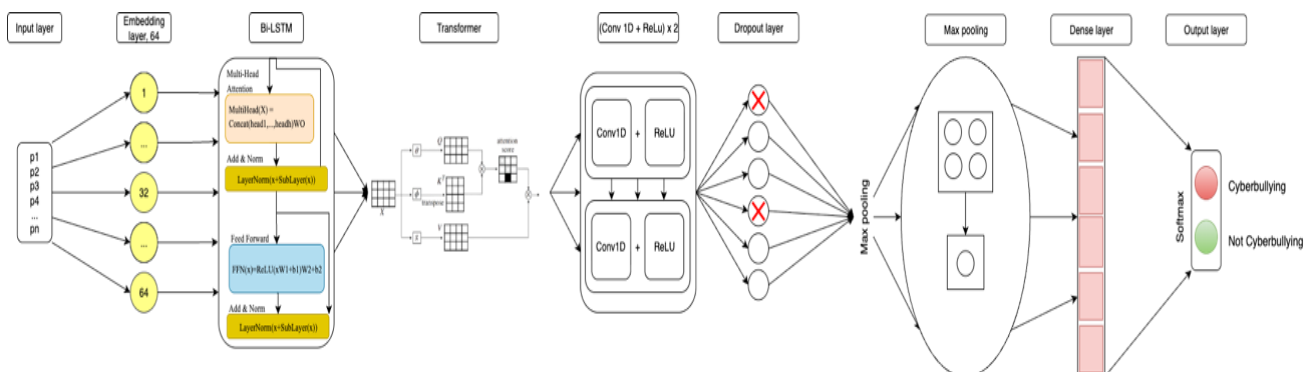 Input layer
Embedding
layer, 64
Bi-LSTM
Transformer
(Conv 1D + ReLu) x 2
Dropout layer
Max pooling
Dense layer
Output layer
p1
p2
p3
p4
...
pn
1
...
32
...
64
Multi-Head
Attention
MultiHead(X) =
Concat(head1,...,headh)WO
Add & Norm
LayerNorm(x+SubLayer(x))
Feed Forward
FFN(x)=ReLU(xW1+b1)W2+b2
Add & Norm
LayerNorm(x+SubLayer(x))
X
Q
K^T
transpose
V
attention
score
Conv1D + ReLU
Conv1D + ReLU
Max pooling
Softmax
Cyberbullying
Not Cyberbullying